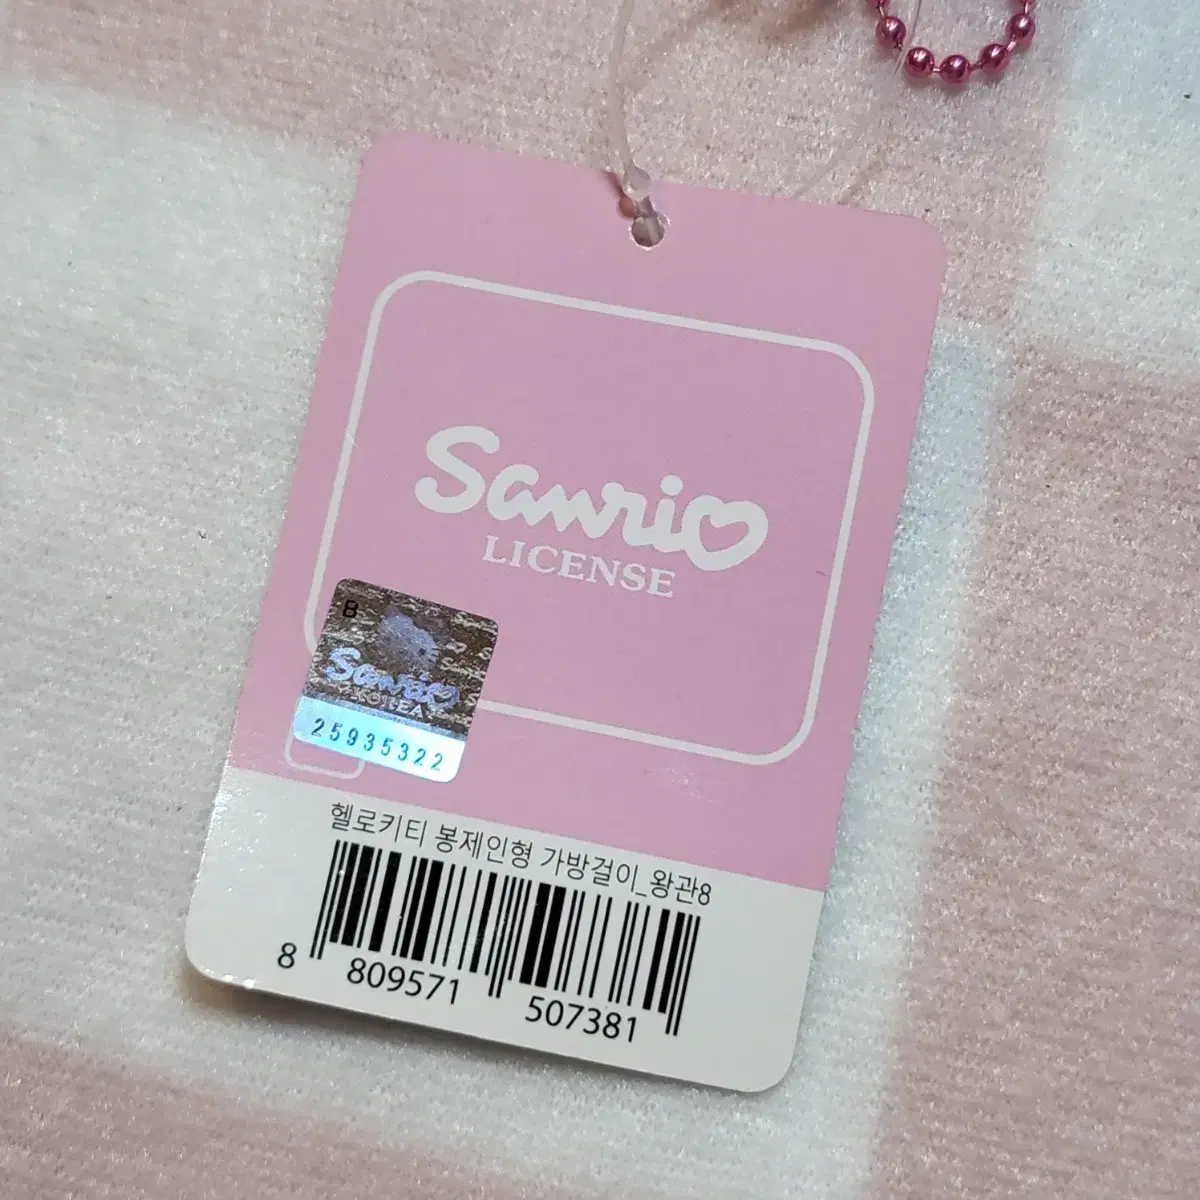 Sanrio
LICENSE
B
Sanrio
KOREA
25935322
헬로키티 봉제인형 가방걸이_왕관8
8 809571 507381